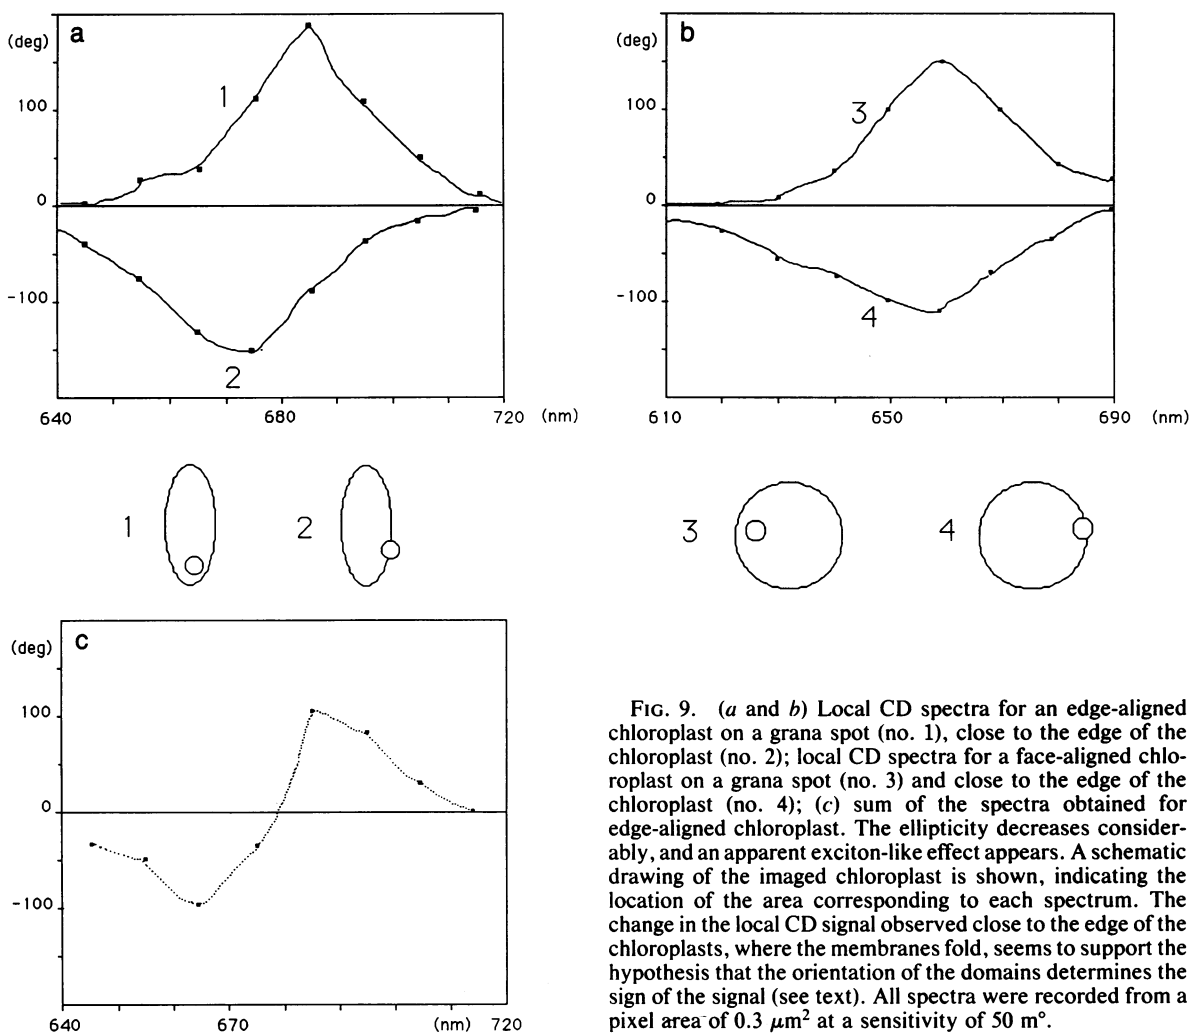 a
(deg)
100
0
-100
1
2
640 680 720 (nm)
b
(deg)
100
0
-100
3
4
610 650 690 (nm)
1 2 3 4
c
(deg)
100
0
-100
640 670 (nm) 720
FIG. 9. (a and b) Local CD spectra for an edge-aligned
chloroplast on a grana spot (no. 1), close to the edge of the
chloroplast (no. 2); local CD spectra for a face-aligned chlo-
roplast on a grana spot (no. 3) and close to the edge of the
chloroplast (no. 4); (c) sum of the spectra obtained for
edge-aligned chloroplast. The ellipticity decreases consider-
ably, and an apparent exciton-like effect appears. A schematic
drawing of the imaged chloroplast is shown, indicating the
location of the area corresponding to each spectrum. The
change in the local CD signal observed close to the edge of the
chloroplasts, where the membranes fold, seems to support the
hypothesis that the orientation of the domains determines the
sign of the signal (see text). All spectra were recorded from a
pixel area of 0.3 μm² at a sensitivity of 50 m°.